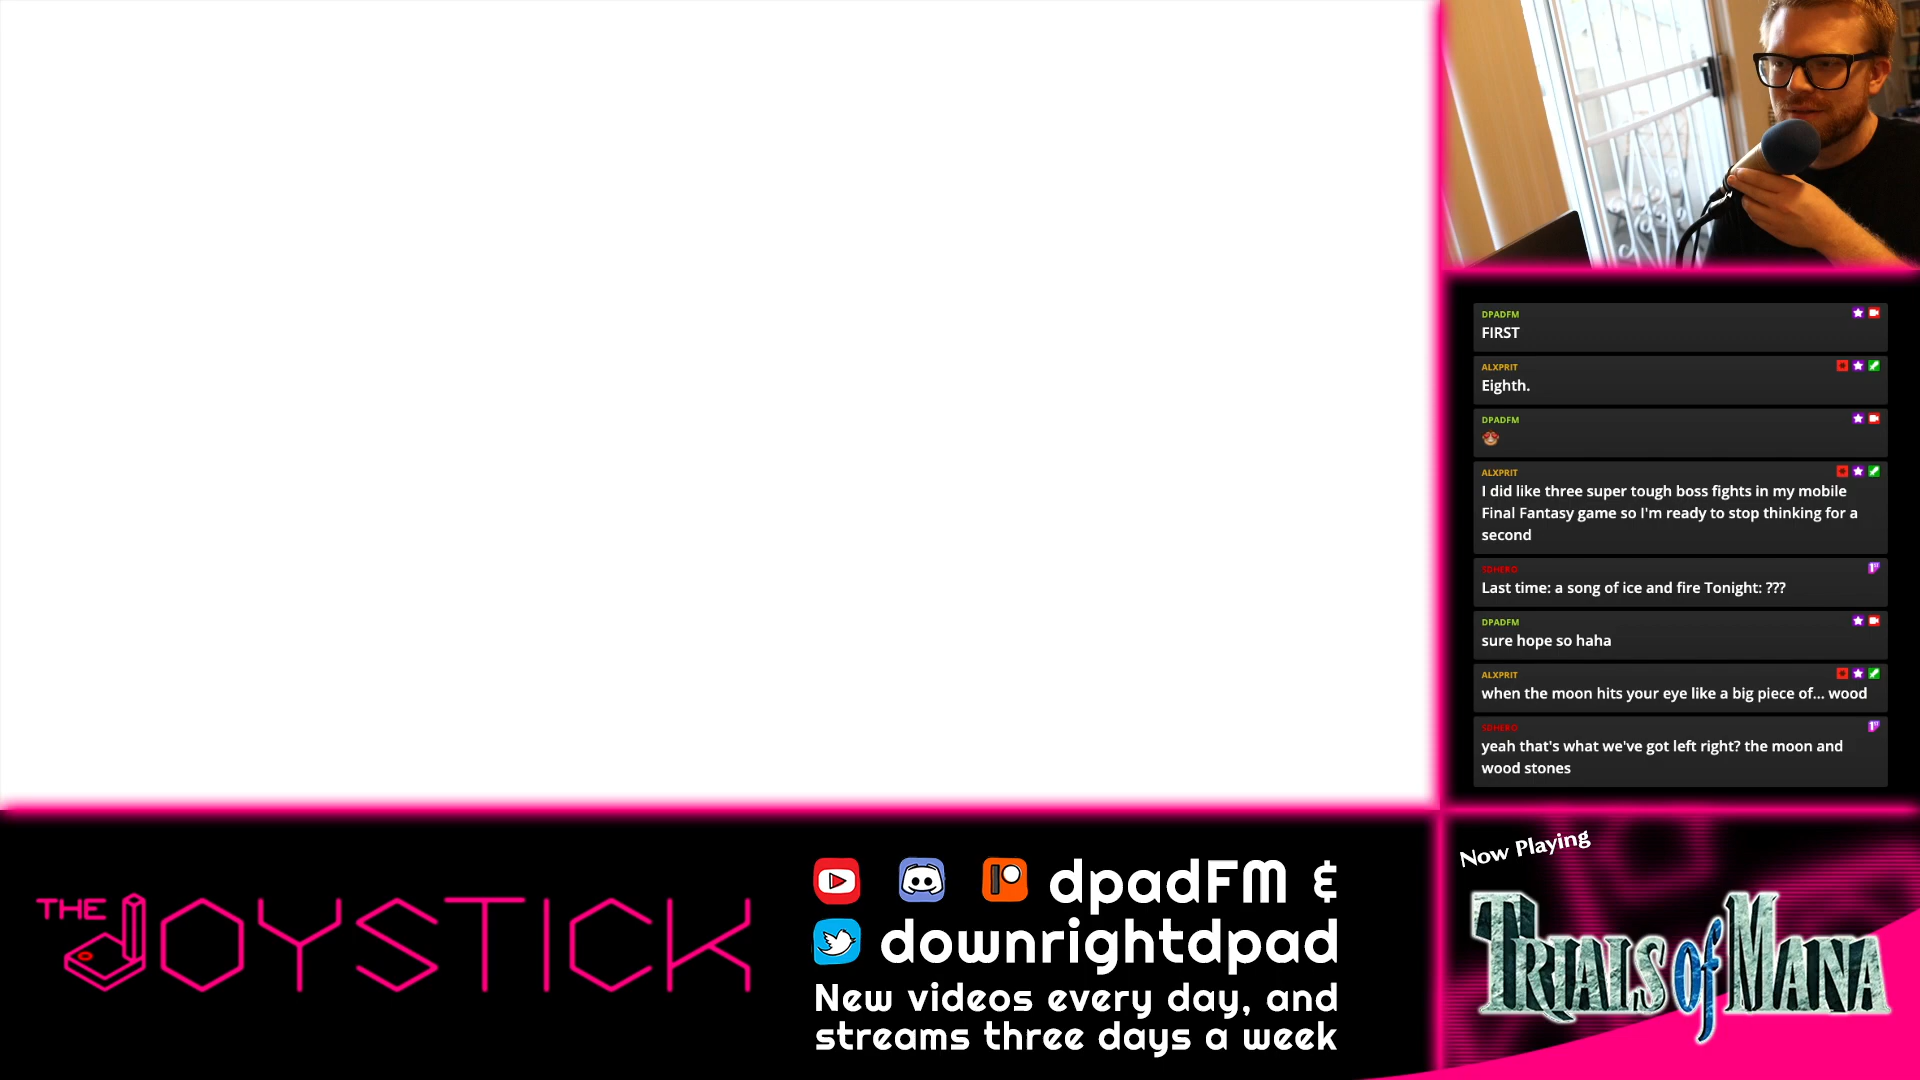 DPADFM
FIRST
ALXPRIT
Eighth.
DPADFM
ALXPRIT
I did like three super tough boss fights in my mobile
Final Fantasy game so I'm ready to stop thinking for a
second
SDHERO
Last time: a song of ice and fire Tonight: ???
DPADFM
sure hope so haha
ALXPRIT
when the moon hits your eye like a big piece of... wood
SDHERO
yeah that's what we've got left right? the moon and
wood stones
THE JOYSTICK
dpadFM &
downrightdpad
New videos every day, and
streams three days a week
Now Playing
TRIALS of MANA